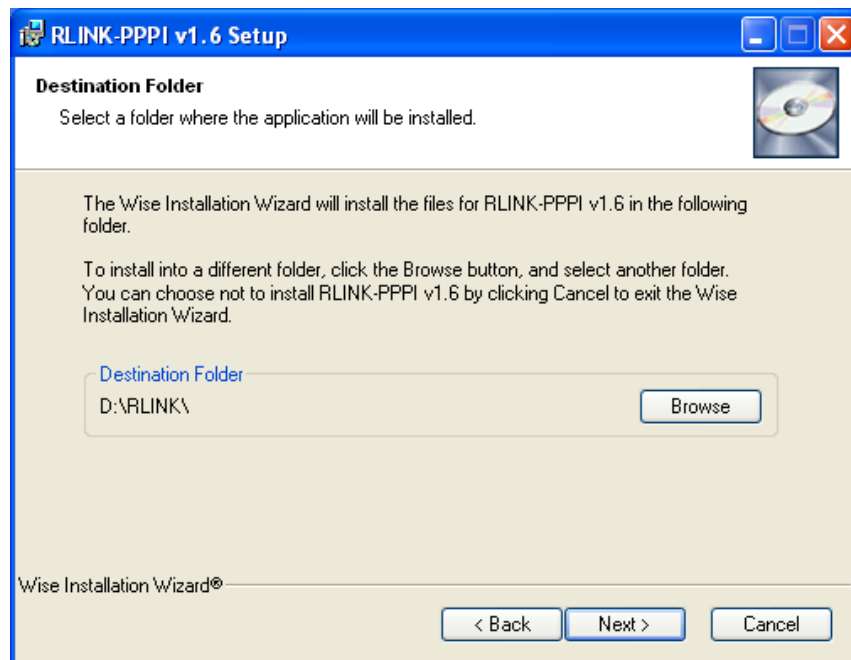 RLINK-PPPI v1.6 Setup
Destination Folder
Select a folder where the application will be installed.
The Wise Installation Wizard will install the files for RLINK-PPPI v1.6 in the following
folder.
To install into a different folder, click the Browse button, and select another folder.
You can choose not to install RLINK-PPPI v1.6 by clicking Cancel to exit the Wise
Installation Wizard.
Destination Folder
D:\RLINK\
Browse
Wise Installation Wizard®
< Back
Next >
Cancel